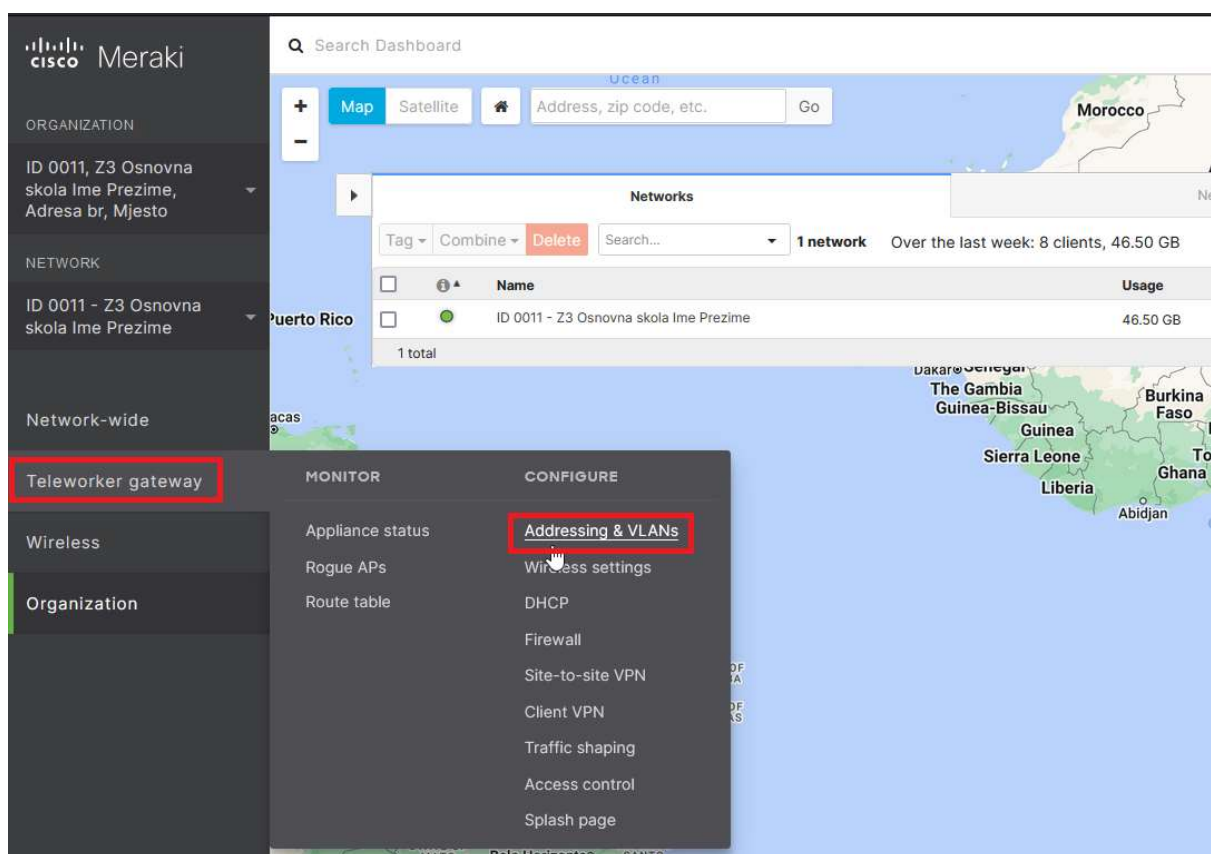 cisco Meraki
Search Dashboard
ORGANIZATION
ID 0011, Z3 Osnovna
skola Ime Prezime,
Adresa br, Mjesto
NETWORK
ID 0011 - Z3 Osnovna
skola Ime Prezime
Network-wide
Teleworker gateway
Wireless
Organization
Ocean
+ Map Satellite Address, zip code, etc. Go
−
Morocco
Networks
Tag Combine Delete Search... 1 network Over the last week: 8 clients, 46.50 GB
Name Usage
ID 0011 - Z3 Osnovna skola Ime Prezime 46.50 GB
1 total
Puerto Rico
acas
Dakar Senegal
The Gambia
Guinea-Bissau
Burkina
Faso
Guinea
Sierra Leone
To
Ghana
Liberia
Abidjan
MONITOR
Appliance status
Rogue APs
Route table
CONFIGURE
Addressing & VLANs
Wireless settings
DHCP
Firewall
Site-to-site VPN
Client VPN
Traffic shaping
Access control
Splash page